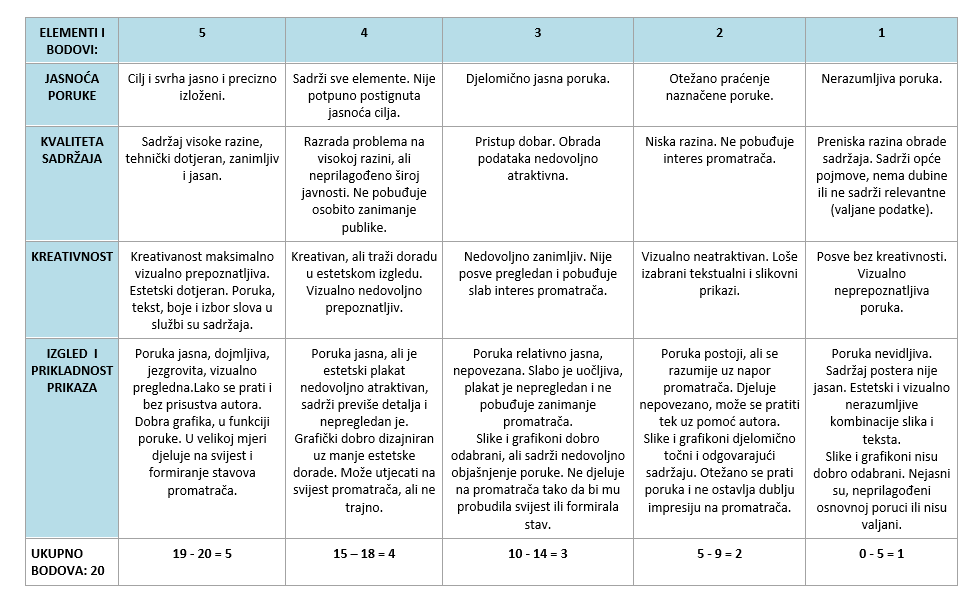 ELEMENTI I
BODOVI:
5
4
3
2
1
JASNOĆA
PORUKE
Cilj i svrha jasno i precizno
izloženi.
Sadrži sve elemente. Nije
potpuno postignuta
jasnoća cilja.
Djelomično jasna poruka.
Otežano praćenje
naznačene poruke.
Nerazumljiva poruka.
KVALITETA
SADRŽAJA
Sadržaj visoke razine,
tehnički dotjeran, zanimljiv
i jasan.
Razrada problema na
visokoj razini, ali
neprilagođeno široj
javnosti. Ne pobuđuje
osobito zanimanje
publike.
Pristup dobar. Obrada
podataka nedovoljno
atraktivna.
Niska razina. Ne pobuđuje
interes promatrača.
Preniska razina obrade
sadržaja. Sadrži opće
pojmove, nema dubine
ili ne sadrži relevantne
(valjane podatke).
KREATIVNOST
Kreativanost maksimalno
vizualno prepoznatljiva.
Estetski dotjeran. Poruka,
tekst, boje i izbor slova u
službi su sadržaja.
Kreativan, ali traži doradu
u estetskom izgledu.
Vizualno nedovoljno
prepoznatljiv.
Nedovoljno zanimljiv. Nije
posve pregledan i pobuđuje
slab interes promatrača.
Vizualno neatraktivan. Loše
izabrani tekstualni i slikovni
prikazi.
Posve bez kreativnosti.
Vizualno
neprepoznatljiva
poruka.
IZGLED I
PRIKLADNOST
PRIKAZA
Poruka jasna, dojmljiva,
jezgrovita, vizualno
pregledna.Lako se prati i
bez prisustva autora.
Dobra grafika, u funkciji
poruke. U velikoj mjeri
djeluje na svijest i
formiranje stavova
promatrača.
Poruka jasna, ali je
estetski plakat
nedovoljno atraktivan,
sadrži previše detalja i
nepregledan je.
Grafički dobro dizajniran
uz manje estetske
dorade. Može utjecati na
svijest promatrača, ali ne
trajno.
Poruka relativno jasna,
nepovezana. Slabo je uočljiva,
plakat je nepregledan i ne
pobuđuje zanimanje
promatrača.
Slike i grafikoni dobro
odabrani, ali sadrži nedovoljno
objašnjenje poruke. Ne djeluje
na promatrača tako da bi mu
probudila svijest ili formirala
stav.
Poruka postoji, ali se
razumije uz napor
promatrača. Djeluje
nepovezano, može se pratiti
tek uz pomoć autora.
Slike i grafikoni djelomično
točni i odgovarajući
sadržaju. Otežano se prati
poruka i ne ostavlja dublju
impresiju na promatrača.
Poruka nevidljiva.
Sadržaj postera nije
jasan. Estetski i vizualno
nerazumljive
kombinacije slika i
teksta.
Slike i grafikoni nisu
dobro odabrani. Nejasni
su, neprilagođeni
osnovnoj poruci ili nisu
valjani.
UKUPNO
BODOVA: 20
19 - 20 = 5
15 – 18 = 4
10 - 14 = 3
5 - 9 = 2
0 - 5 = 1